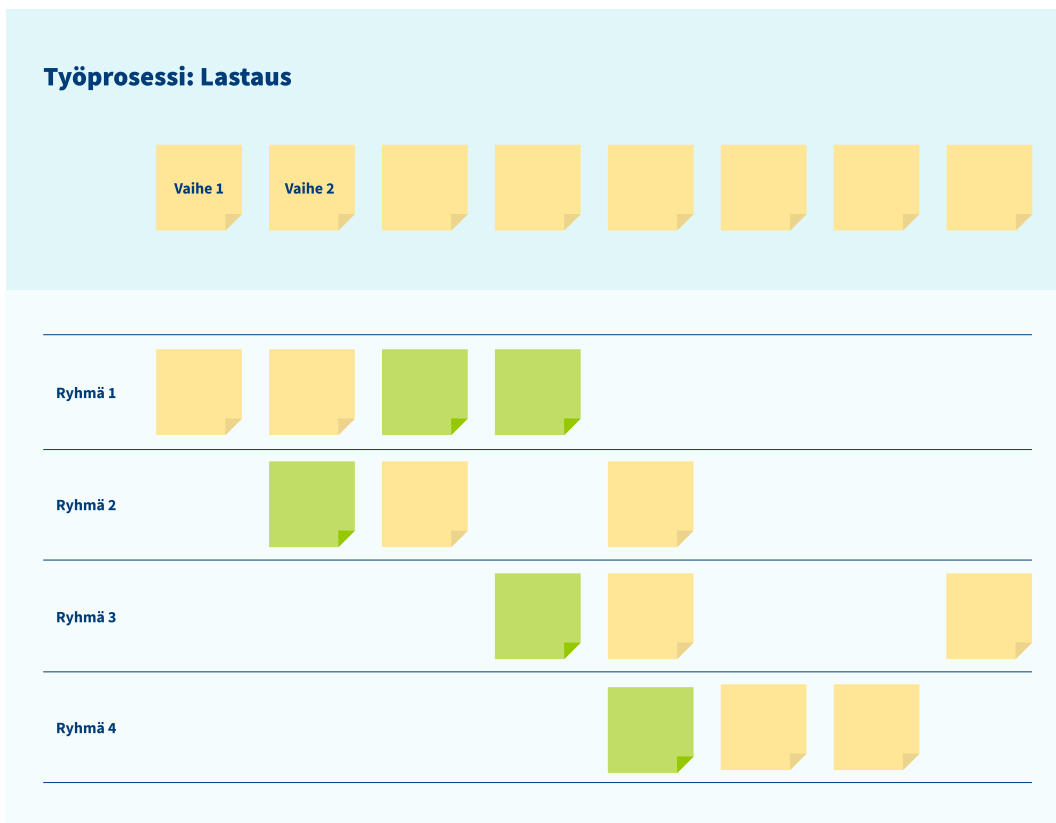 Työprosessi: Lastaus
Vaihe 1
Vaihe 2
Ryhmä 1
Ryhmä 2
Ryhmä 3
Ryhmä 4